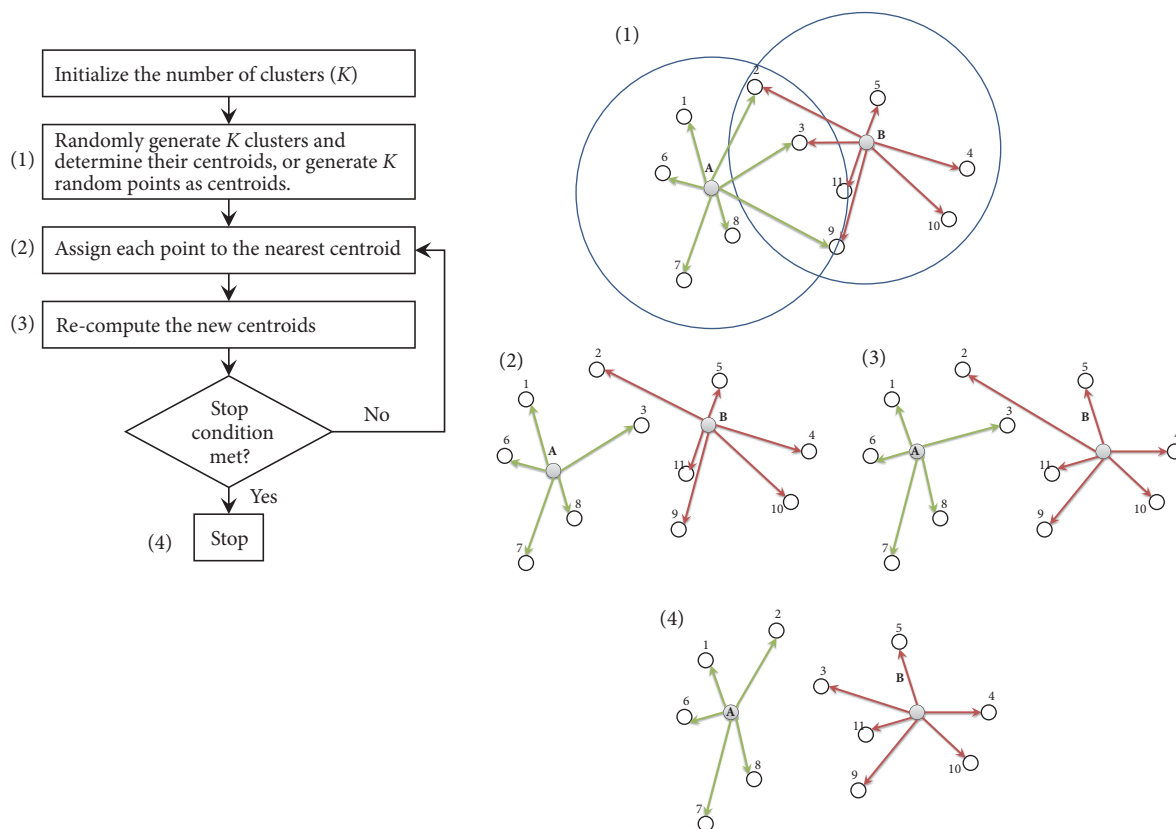 Initialize the number of clusters (K)
(1)
Randomly generate K clusters and
determine their centroids, or generate K
random points as centroids.
(2)
Assign each point to the nearest centroid
(3)
Re-compute the new centroids
Stop
condition
met?
No
Yes
(4)
Stop
(1)
2
5
1
3
B
4
6
A
11
10
8
9
7
(2)
2
5
1
3
B
4
6
A
11
10
8
9
7
(3)
2
5
1
3
B
4
6
A
11
10
8
9
7
(4)
2
5
1
B
3
4
6
A
11
10
8
9
7